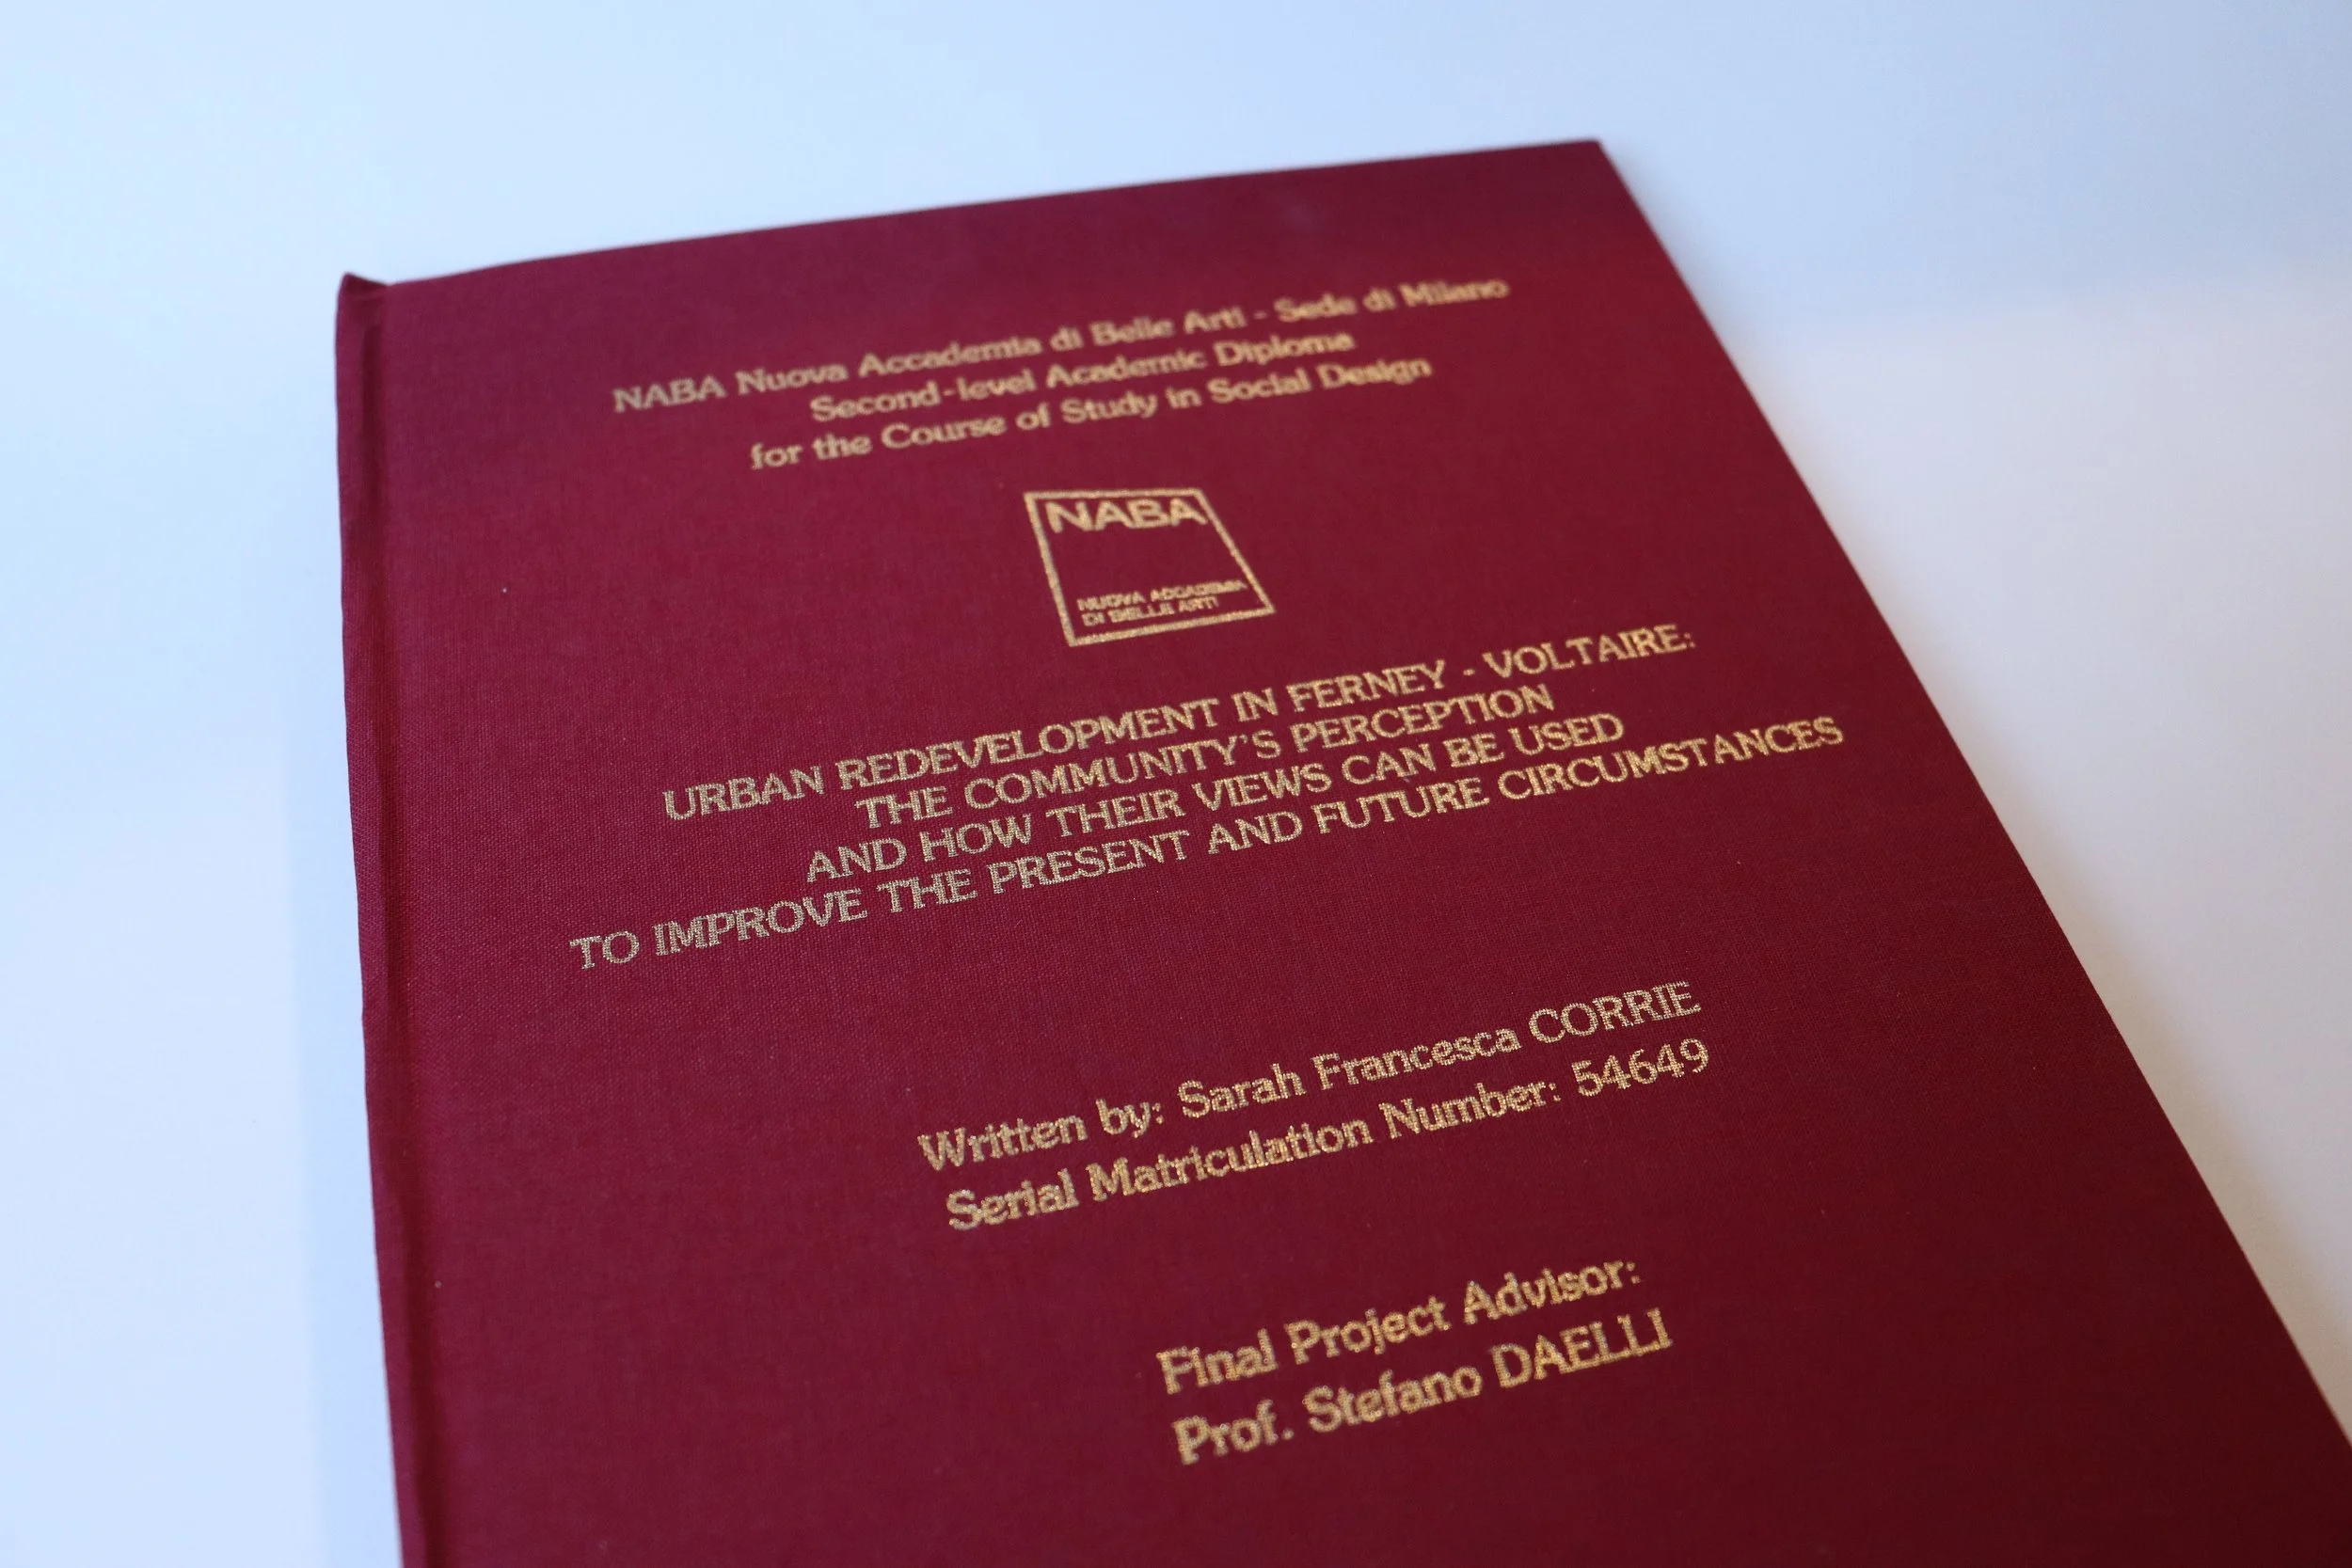 NABA Nuova Accademia di Belle Arti - Sede di Milano
Second-level Academic Diploma
for the Course of Study in Social Design
NABA
NUOVA ACCADEMIA
DI BELLE ARTI
URBAN REDEVELOPMENT IN FERNEY - VOLTAIRE:
THE COMMUNITY'S PERCEPTION
AND HOW THEIR VIEWS CAN BE USED
TO IMPROVE THE PRESENT AND FUTURE CIRCUMSTANCES
Written by: Sarah Francesca CORRIE
Serial Matriculation Number: 54649
Final Project Advisor:
Prof. Stefano DAELLI